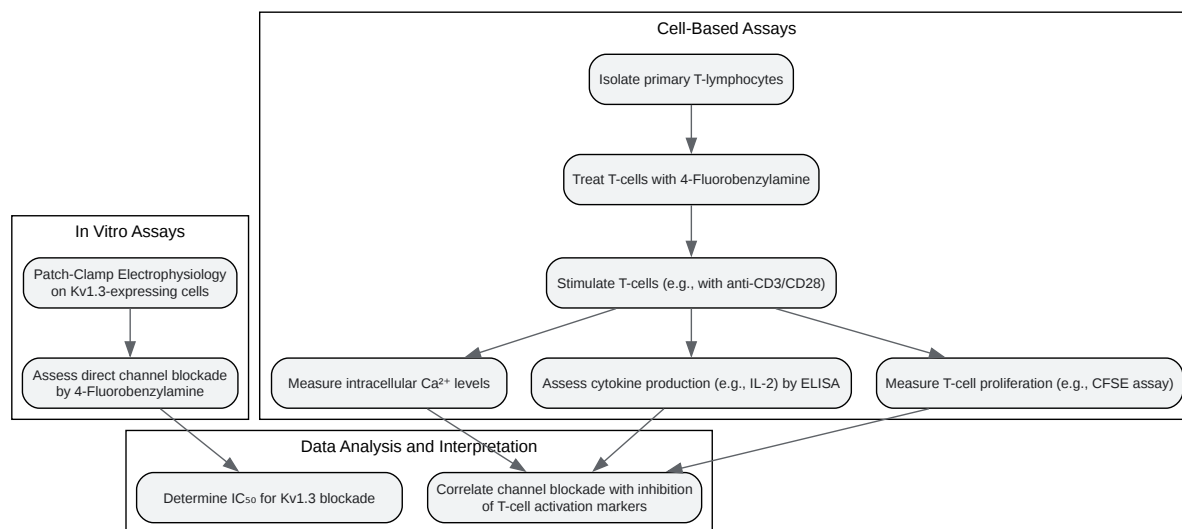 Cell-Based Assays
Isolate primary T-lymphocytes
Treat T-cells with 4-Fluorobenzylamine
In Vitro Assays
Patch-Clamp Electrophysiology
on Kv1.3-expressing cells
Stimulate T-cells (e.g., with anti-CD3/CD28)
Assess direct channel blockade
by 4-Fluorobenzylamine
Measure intracellular Ca²⁺ levels
Assess cytokine production (e.g., IL-2) by ELISA
Measure T-cell proliferation (e.g., CFSE assay)
Data Analysis and Interpretation
Determine IC₅₀ for Kv1.3 blockade
Correlate channel blockade with inhibition
of T-cell activation markers